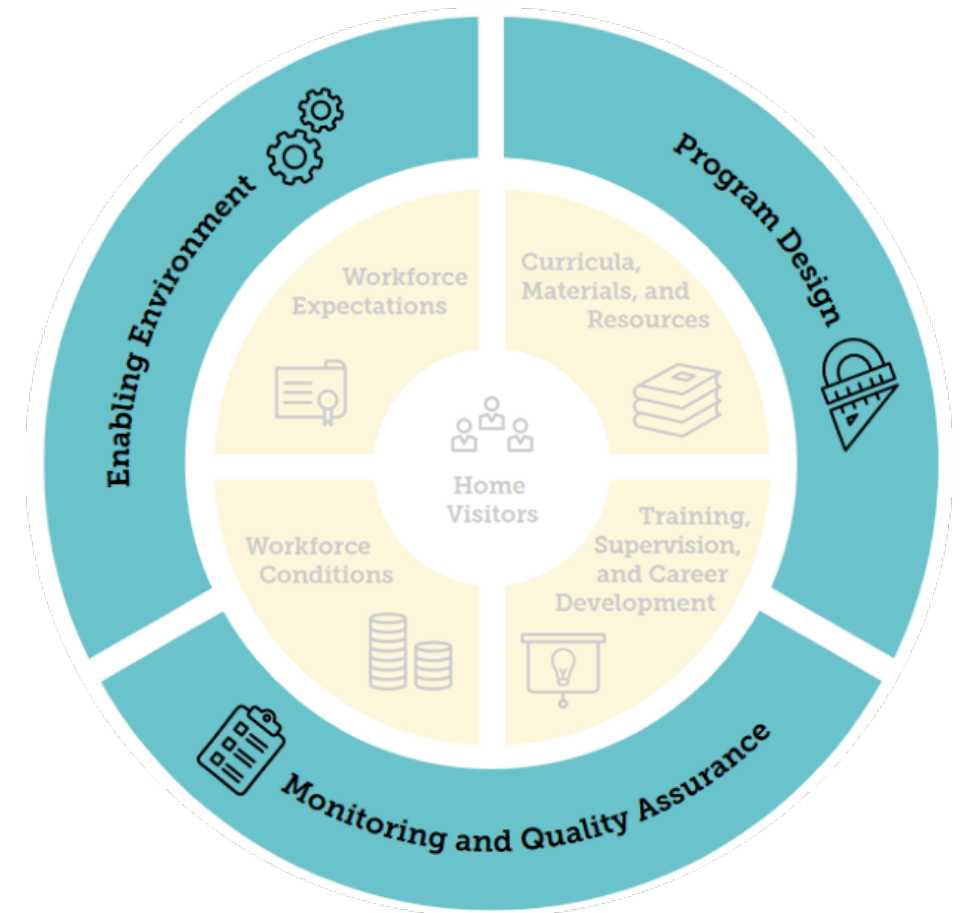 Enabling Environment
Program Design
Workforce
Expectations
Curricula,
Materials, and
Resources
Home
Visitors
Workforce
Conditions
Training,
Supervision,
and Career
Development
Monitoring and Quality Assurance